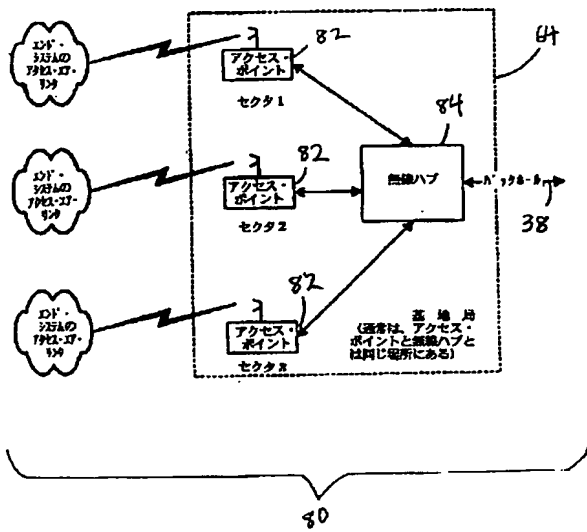 エンド・
システムの
アクセス・エアー・
リンク
アクセス・
ポイント
セクタ1
82
64
エンド・
システムの
アクセス・エアー・
リンク
アクセス・
ポイント
セクタ2
82
無線ハブ
84
バックホール
38
エンド・
システムの
アクセス・エアー・
リンク
アクセス・
ポイント
セクタn
82
基地局
(通常は、アクセス・
ポイントと無線ハブと
は同じ場所にある)
80